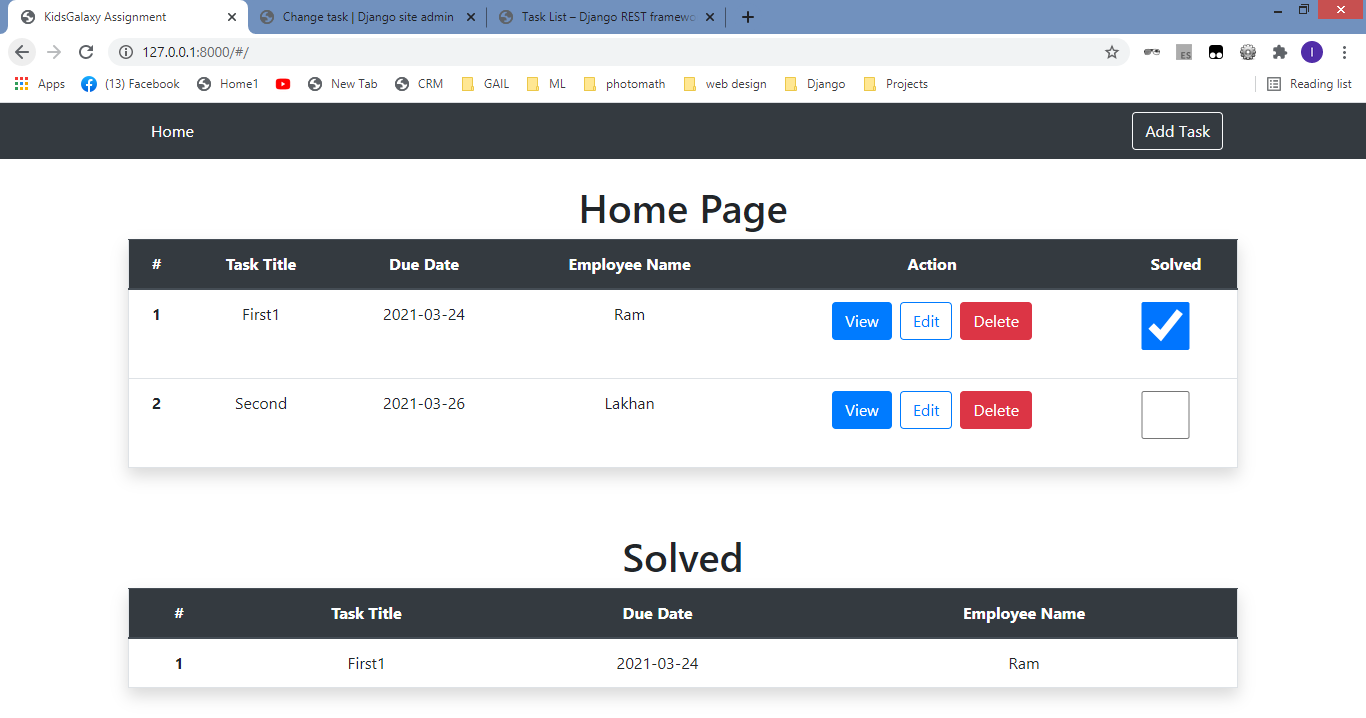 KidsGalaxy Assignment Change task | Django site admin Task List – Django REST framewo
127.0.0.1:8000/#/ ES I
Apps (13) Facebook Home1 New Tab CRM GAIL ML photomath web design Django Projects Reading list
Home Add Task
Home Page
# Task Title Due Date Employee Name Action Solved
1 First1 2021-03-24 Ram View Edit Delete
2 Second 2021-03-26 Lakhan View Edit Delete
Solved
# Task Title Due Date Employee Name
1 First1 2021-03-24 Ram